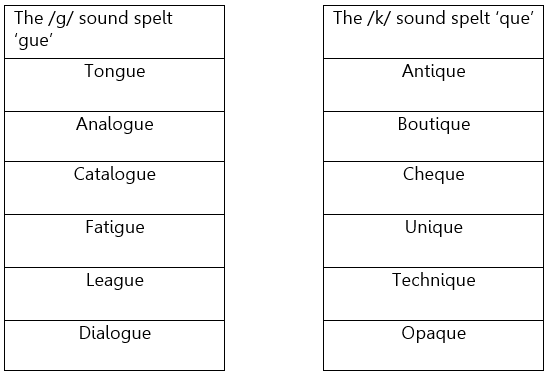 The /g/ sound spelt
‘gue’
Tongue
Analogue
Catalogue
Fatigue
League
Dialogue
The /k/ sound spelt ‘que’
Antique
Boutique
Cheque
Unique
Technique
Opaque